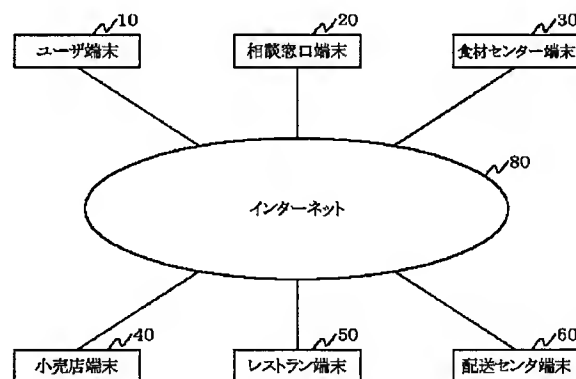 10
ユーザ端末
20
相談窓口端末
30
食材センター端末
80
インターネット
40
小売店端末
50
レストラン端末
60
配送センタ端末